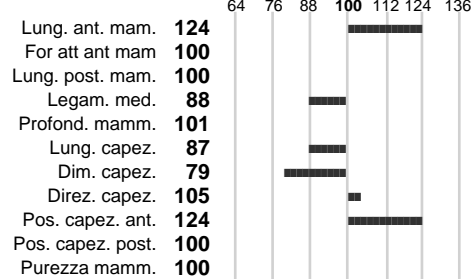 64 76 88 100 112 124 136
Lung. ant. mam. 124
For att ant mam 100
Lung. post. mam. 100
Legam. med. 88
Profond. mamm. 101
Lung. capez. 87
Dim. capez. 79
Direz. capez. 105
Pos. capez. ant. 124
Pos. capez. post. 100
Purezza mamm. 100